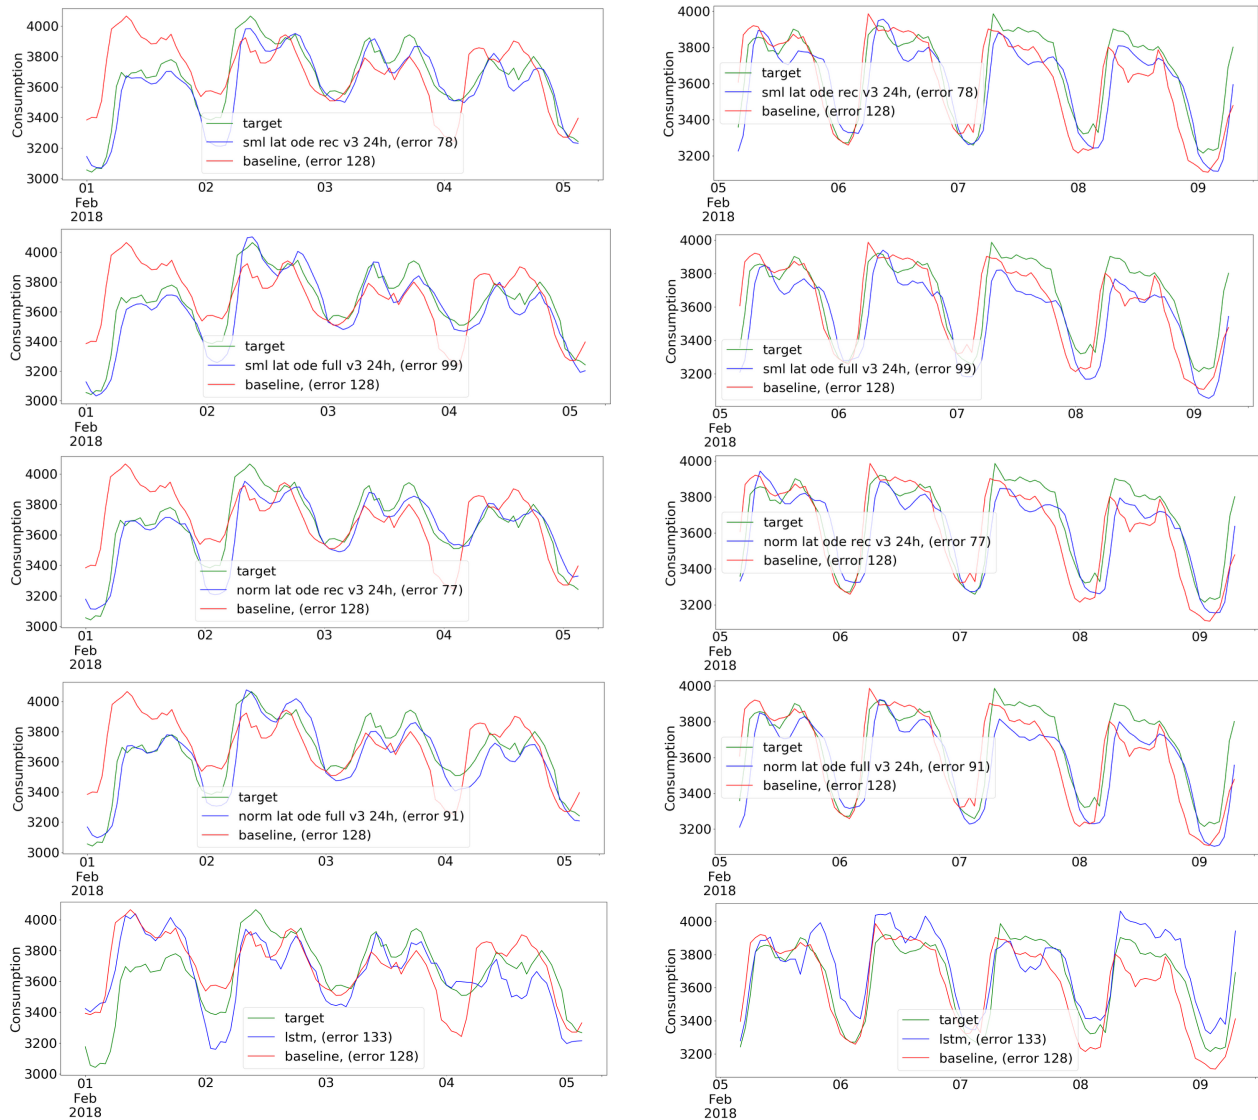 4000
3800
3600
3400
3200
3000
Consumption
target
sml lat ode rec v3 24h, (error 78)
baseline, (error 128)
01
02
03
04
05
Feb
2018
4000
3800
3600
3400
3200
Consumption
target
sml lat ode rec v3 24h, (error 78)
baseline, (error 128)
05
06
07
08
09
Feb
2018
4000
3800
3600
3400
3200
3000
Consumption
target
sml lat ode full v3 24h, (error 99)
baseline, (error 128)
01
02
03
04
05
Feb
2018
4000
3800
3600
3400
3200
Consumption
target
sml lat ode full v3 24h, (error 99)
baseline, (error 128)
05
06
07
08
09
Feb
2018
4000
3800
3600
3400
3200
3000
Consumption
target
norm lat ode rec v3 24h, (error 77)
baseline, (error 128)
01
02
03
04
05
Feb
2018
4000
3800
3600
3400
3200
Consumption
target
norm lat ode rec v3 24h, (error 77)
baseline, (error 128)
05
06
07
08
09
Feb
2018
4000
3800
3600
3400
3200
3000
Consumption
target
norm lat ode full v3 24h, (error 91)
baseline, (error 128)
01
02
03
04
05
Feb
2018
4000
3800
3600
3400
3200
Consumption
target
norm lat ode full v3 24h, (error 91)
baseline, (error 128)
05
06
07
08
09
Feb
2018
4000
3800
3600
3400
3200
3000
Consumption
target
lstm, (error 133)
baseline, (error 128)
01
02
03
04
05
Feb
2018
4000
3800
3600
3400
3200
Consumption
target
lstm, (error 133)
baseline, (error 128)
05
06
07
08
09
Feb
2018